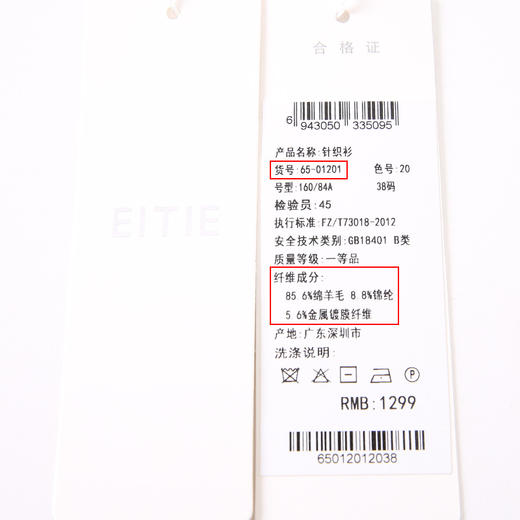 EITIE
合格证
6 943050 335095
产品名称:针织衫
货号:65-01201 色号:20
号型:160/84A 38码
检验员:45
执行标准:FZ/T73018-2012
安全技术类别:GB18401 B类
质量等级:一等品
纤维成分:
85 6%绵羊毛 8.8%锦纶
5 6%金属镀膜纤维
产地:广东深圳市
洗涤说明:
P
RMB:1299
65012012038